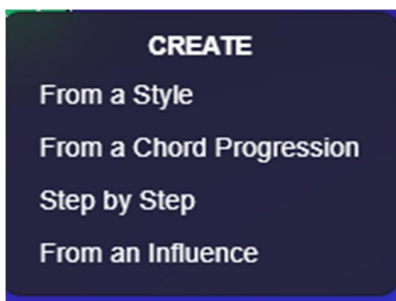 CREATE
From a Style
From a Chord Progression
Step by Step
From an Influence